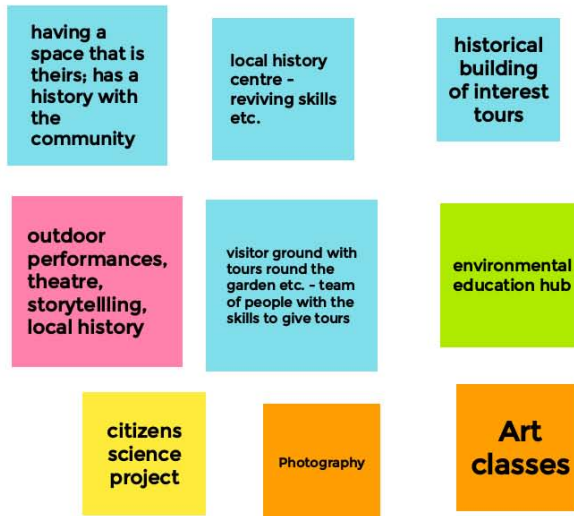 having a
space that is
theirs; has a
history with
the
community
local history
centre -
reviving skills
etc.
historical
building
of interest
tours
outdoor
performances,
theatre,
storytellling,
local history
visitor ground with
tours round the
garden etc. - team
of people with the
skills to give tours
environmental
education hub
citizens
science
project
Photography
Art
classes